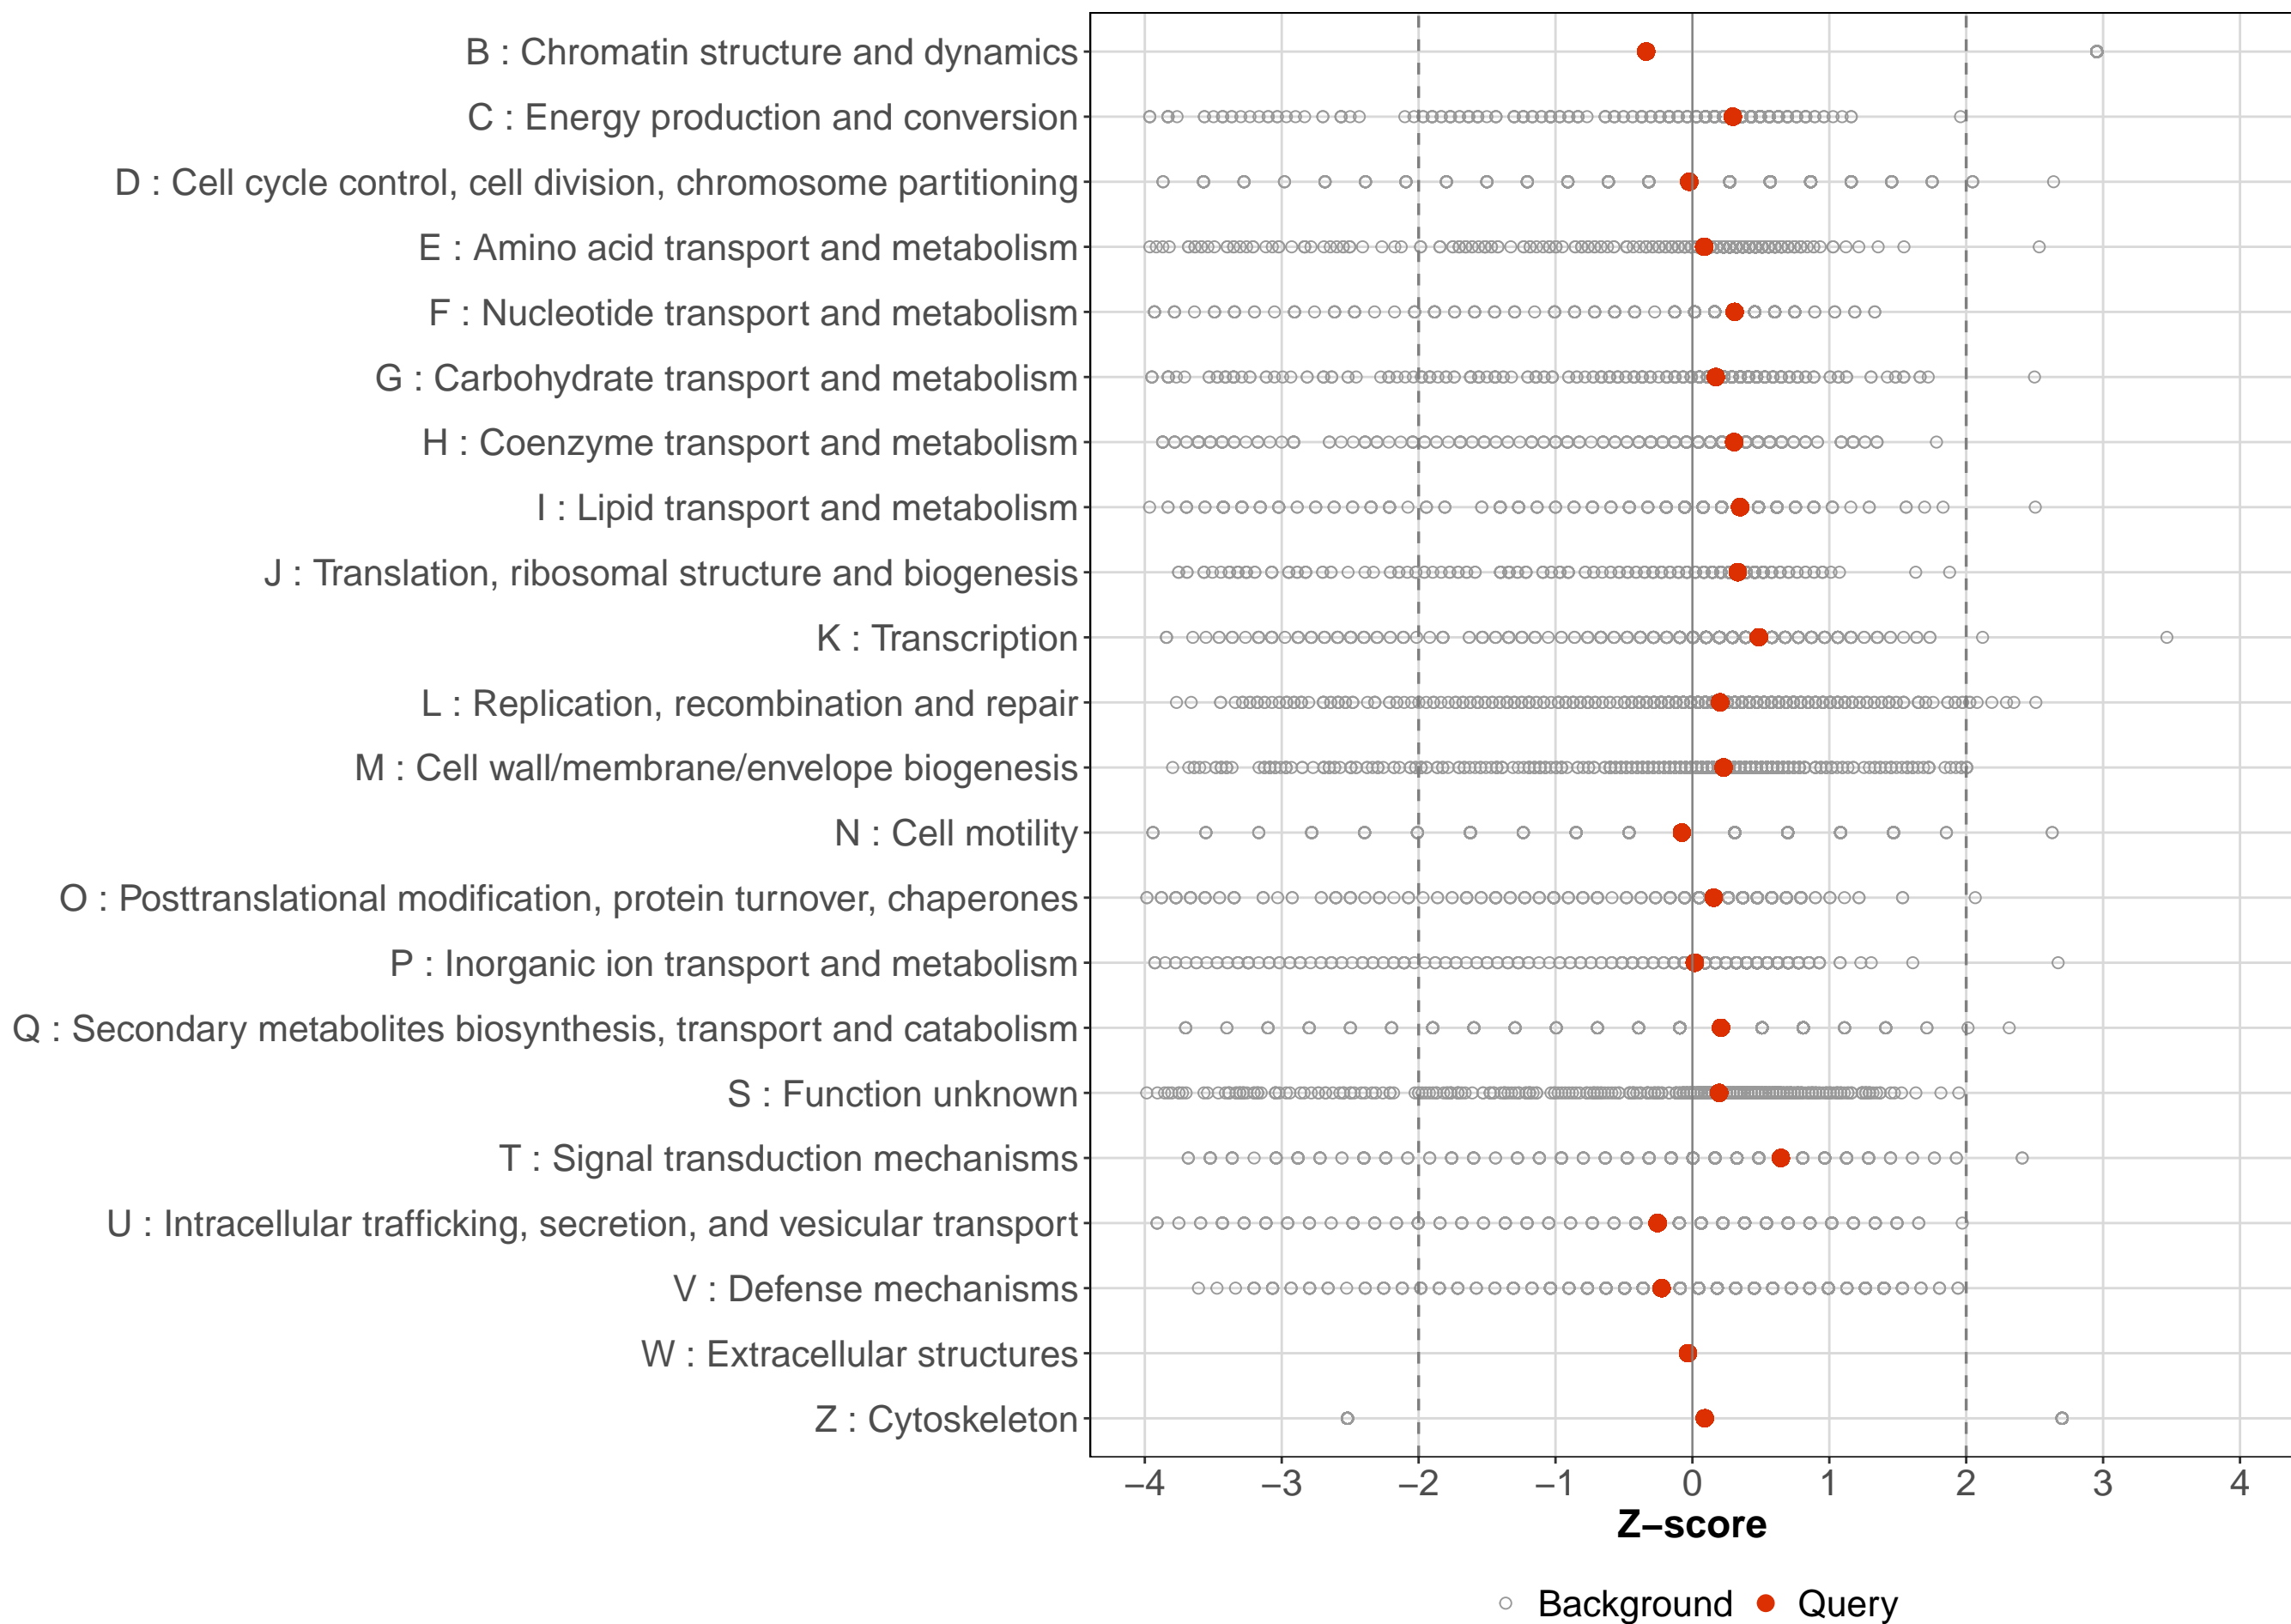 B : Chromatin structure and dynamics
C : Energy production and conversion
D : Cell cycle control, cell division, chromosome partitioning
E : Amino acid transport and metabolism
F : Nucleotide transport and metabolism
G : Carbohydrate transport and metabolism
H : Coenzyme transport and metabolism
I : Lipid transport and metabolism
J : Translation, ribosomal structure and biogenesis
K : Transcription
L : Replication, recombination and repair
M : Cell wall/membrane/envelope biogenesis
N : Cell motility
O : Posttranslational modification, protein turnover, chaperones
P : Inorganic ion transport and metabolism
Q : Secondary metabolites biosynthesis, transport and catabolism
S : Function unknown
T : Signal transduction mechanisms
U : Intracellular trafficking, secretion, and vesicular transport
V : Defense mechanisms
W : Extracellular structures
Z : Cytoskeleton
−4 −3 −2 −1 0 1 2 3 4
Z−score
Background Query